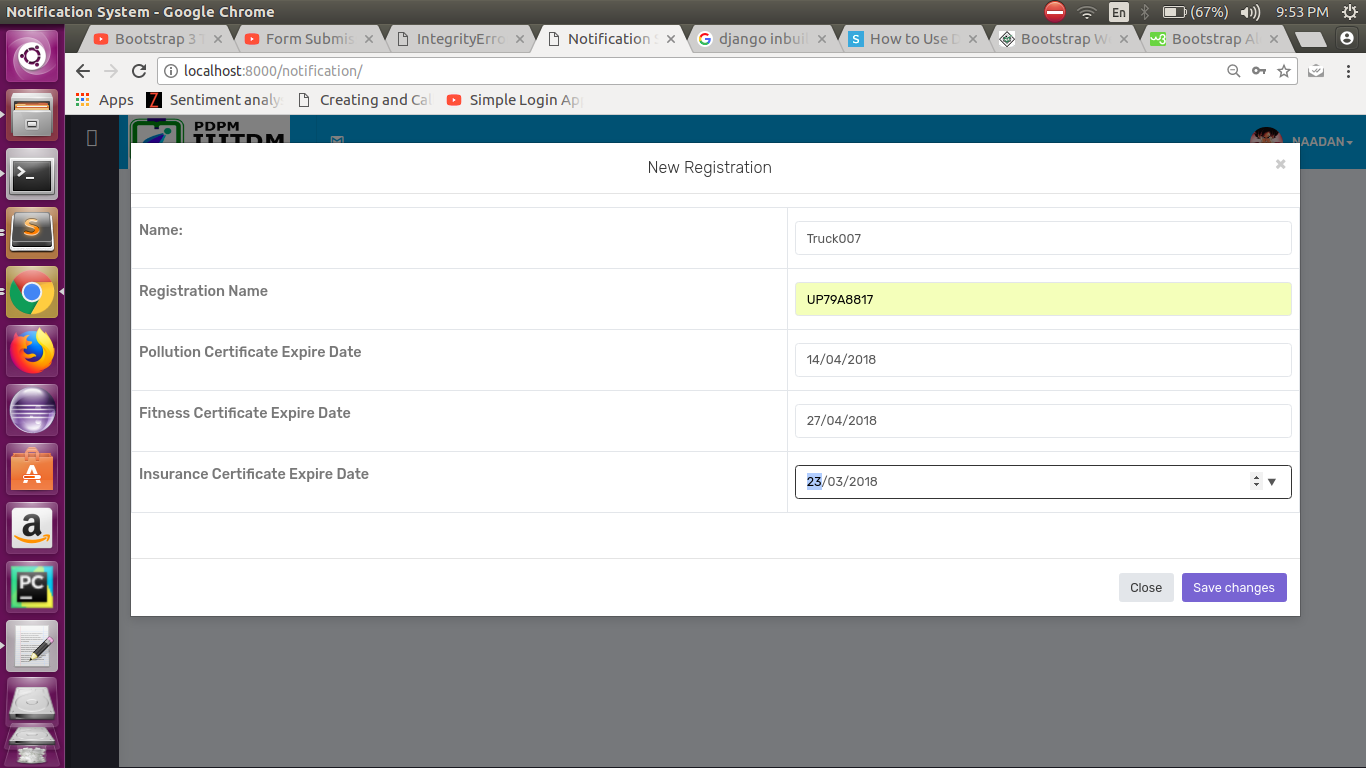 Notification System - Google Chrome
En
(67%)
9:53 PM
Bootstrap 3 T
Form Submis
IntegrityErro
Notification S
django inbuil
How to Use D
Bootstrap W
Bootstrap Al
localhost:8000/notification/
Apps
Sentiment analy
Creating and Ca
Simple Login Ap
PDPM
IIITDM
NAADAN
New Registration
×
Name:
Truck007
Registration Name
UP79A8817
Pollution Certificate Expire Date
14/04/2018
Fitness Certificate Expire Date
27/04/2018
Insurance Certificate Expire Date
23/03/2018
Close
Save changes